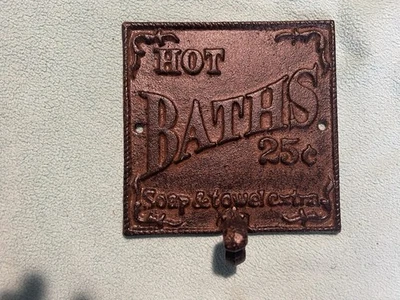 HOT
BATHS
25¢
Soap & towel extra